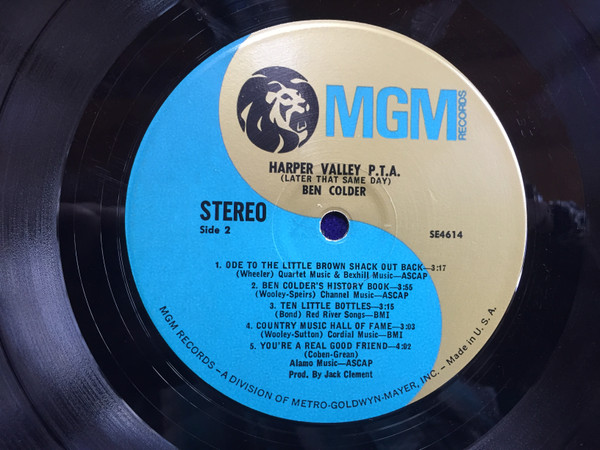 MGM
RECORDS
HARPER VALLEY P.T.A.
(LATER THAT SAME DAY)
BEN COLDER
STEREO
Side 2
SE4614
1. ODE TO THE LITTLE BROWN SHACK OUT BACK—3:17
(Wheeler) Quartet Music & Bexhill Music—ASCAP
2. BEN COLDER'S HISTORY BOOK—3:55
(Wooley-Speirs) Channel Music—ASCAP
3. TEN LITTLE BOTTLES—3:15
(Bond) Red River Songs—BMI
4. COUNTRY MUSIC HALL OF FAME—3:03
(Wooley-Sutton) Cordial Music—BMI
5. YOU'RE A REAL GOOD FRIEND—4:02
(Coben-Grean)
Alamo Music—ASCAP
Prod. By Jack Clement
MGM RECORDS — A DIVISION OF METRO-GOLDWYN-MAYER, INC. — Made in U. S. A.